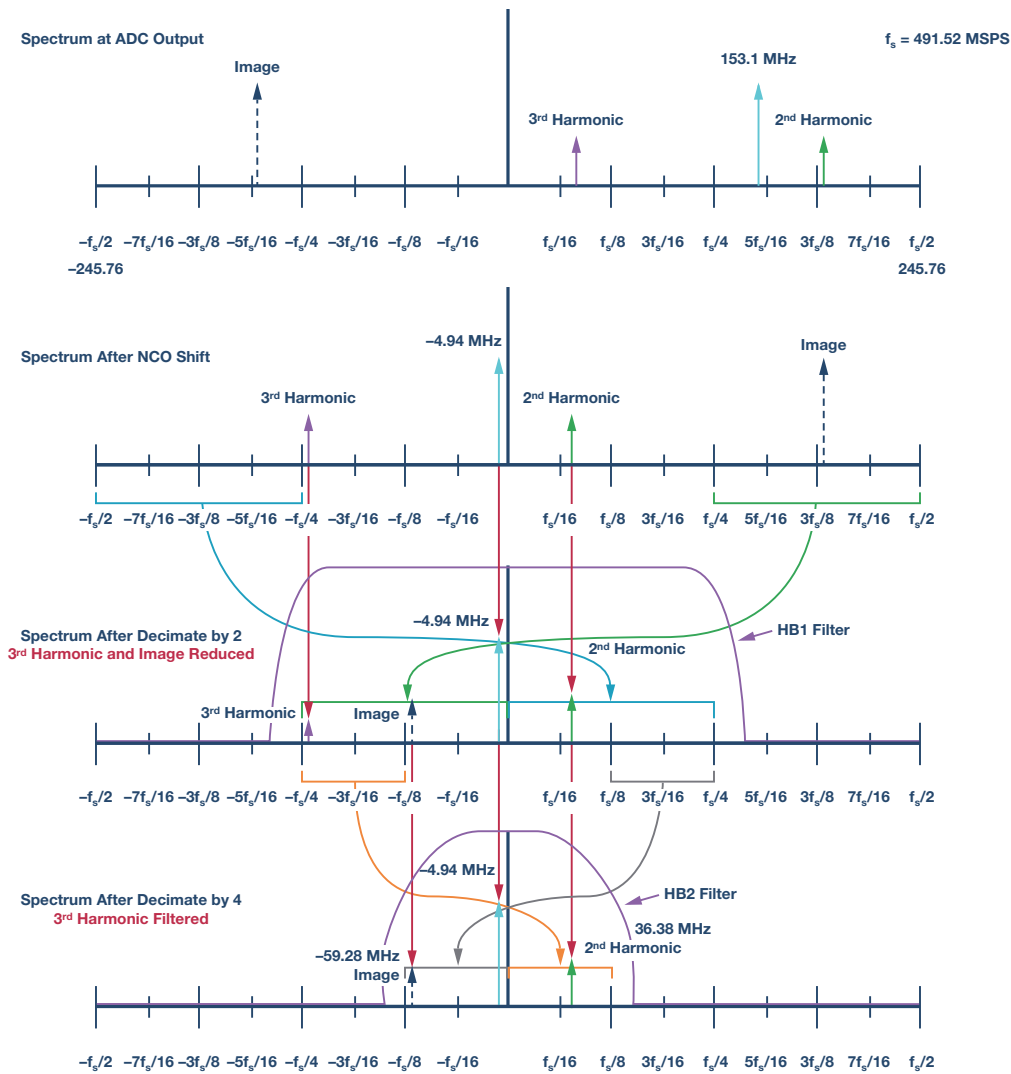 Spectrum at ADC Output
fs = 491.52 MSPS
Image
153.1 MHz
3rd Harmonic
2nd Harmonic
–fs/2 –7fs/16 –3fs/8 –5fs/16 –fs/4 –3fs/16 –fs/8 –fs/16 fs/16 fs/8 3fs/16 fs/4 5fs/16 3fs/8 7fs/16 fs/2
–245.76 245.76
–4.94 MHz
Spectrum After NCO Shift
Image
3rd Harmonic
2nd Harmonic
–fs/2 –7fs/16 –3fs/8 –5fs/16 –fs/4 –3fs/16 –fs/8 –fs/16 fs/16 fs/8 3fs/16 fs/4 5fs/16 3fs/8 7fs/16 fs/2
–4.94 MHz
HB1 Filter
Spectrum After Decimate by 2
3rd Harmonic and Image Reduced
2nd Harmonic
3rd Harmonic
Image
–fs/2 –7fs/16 –3fs/8 –5fs/16 –fs/4 –3fs/16 –fs/8 –fs/16 fs/16 fs/8 3fs/16 fs/4 5fs/16 3fs/8 7fs/16 fs/2
–4.94 MHz
HB2 Filter
Spectrum After Decimate by 4
3rd Harmonic Filtered
36.38 MHz
2nd Harmonic
–59.28 MHz
Image
–fs/2 –7fs/16 –3fs/8 –5fs/16 –fs/4 –3fs/16 –fs/8 –fs/16 fs/16 fs/8 3fs/16 fs/4 5fs/16 3fs/8 7fs/16 fs/2